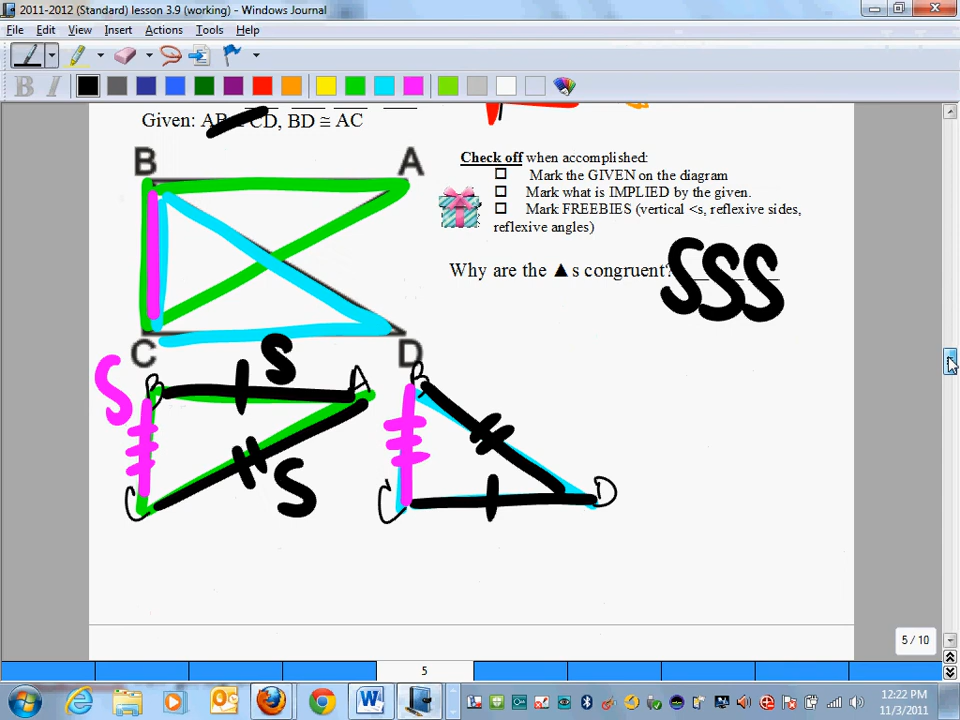 2011-2012 (Standard) lesson 3.9 (working) - Windows Journal
File Edit View Insert Actions Tools Help
B I
Given: AB CD, BD ≅ AC
B A
C D
Check off when accomplished:
Mark the GIVEN on the diagram
Mark what is IMPLIED by the given.
Mark FREEBIES (vertical <s, reflexive sides,
reflexive angles)
Why are the ▲s congruent? SSS
S B S A
C S
B
C D
5 / 10
5
12:22 PM
11/3/2011